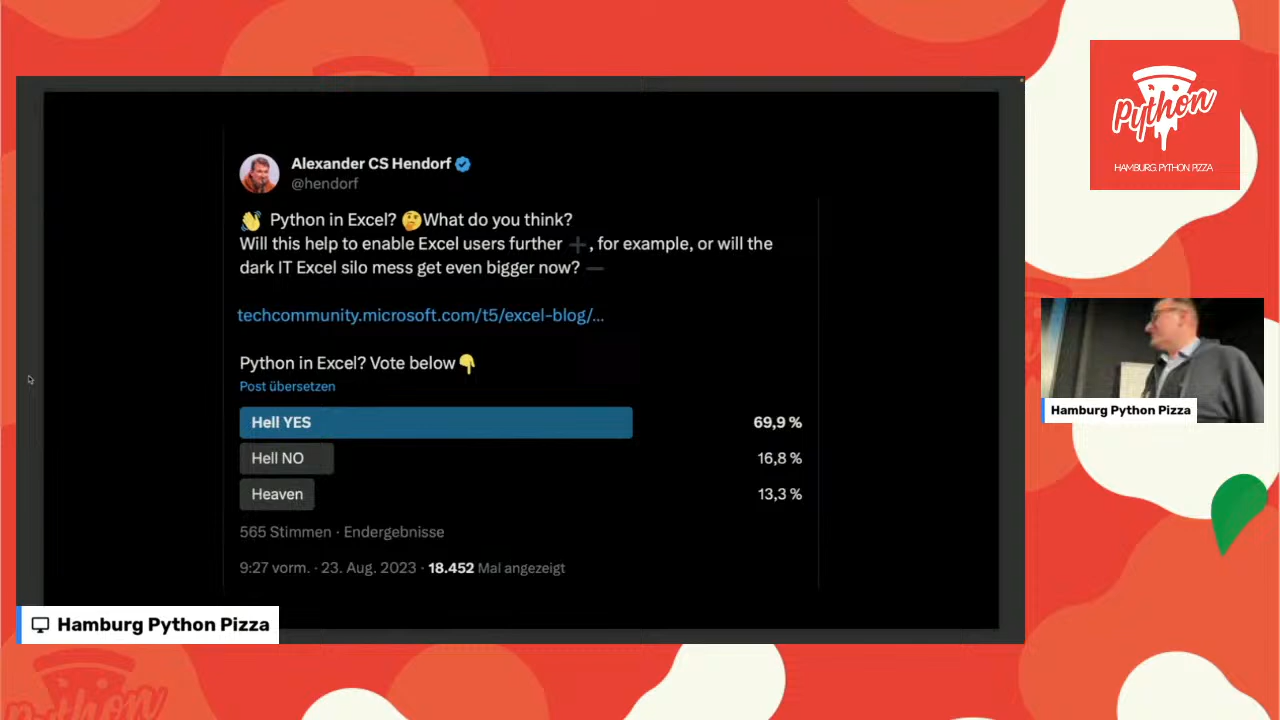 Alexander CS Hendorf
@hendorf
👋 Python in Excel? 🤔What do you think?
Will this help to enable Excel users further ➕, for example, or will the
dark IT Excel silo mess get even bigger now? ➖
techcommunity.microsoft.com/t5/excel-blog/...
Python in Excel? Vote below👇
Post übersetzen
Hell YES 69,9 %
Hell NO 16,8 %
Heaven 13,3 %
565 Stimmen · Endergebnisse
9:27 vorm. · 23. Aug. 2023 · 18.452 Mal angezeigt
Hamburg Python Pizza
Python
HAMBURG PYTHON PIZZA
Hamburg Python Pizza
Python